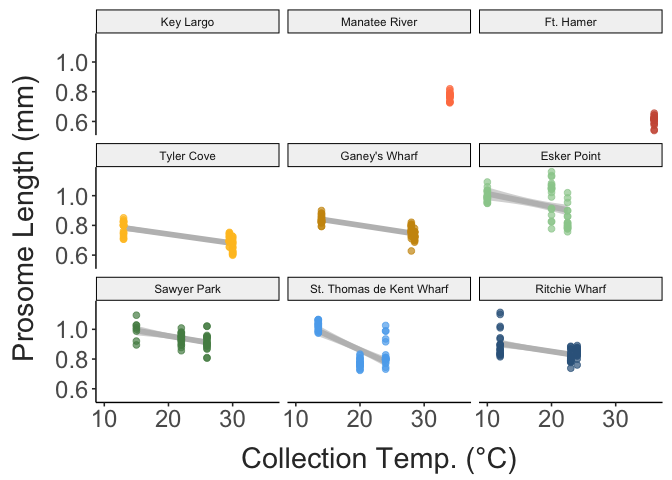 Key Largo Manatee River Ft. Hamer
1.0
0.8
0.6
Tyler Cove Ganey's Wharf Esker Point
1.0
0.8
0.6
Sawyer Park St. Thomas de Kent Wharf Ritchie Wharf
1.0
0.8
0.6
10 20 30 10 20 30 10 20 30
Collection Temp. (°C)
Prosome Length (mm)